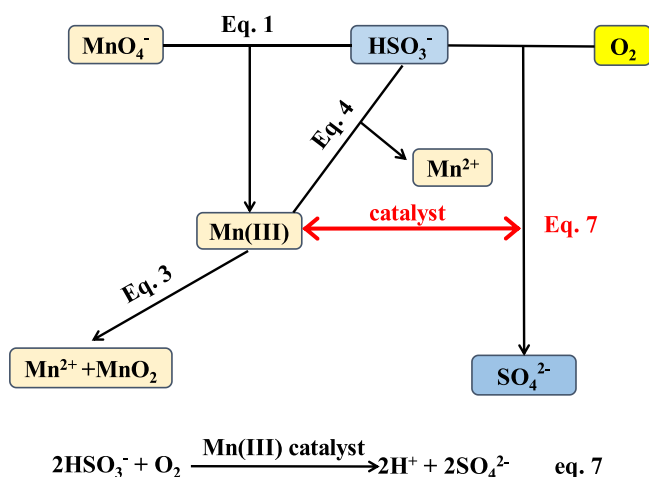 Eq. 1
MnO₄⁻ HSO₃⁻ O₂
Eq. 4
Mn²⁺
catalyst
Mn(III) Eq. 7
Eq. 3
Mn²⁺ +MnO₂
SO₄²⁻
Mn(III) catalyst
2HSO₃⁻ + O₂ → 2H⁺ + 2SO₄²⁻ eq. 7